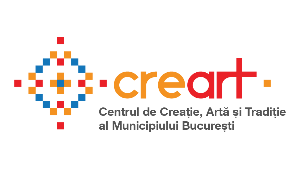 creart
Centrul de Creație, Artă și Tradiție
al Municipiului București